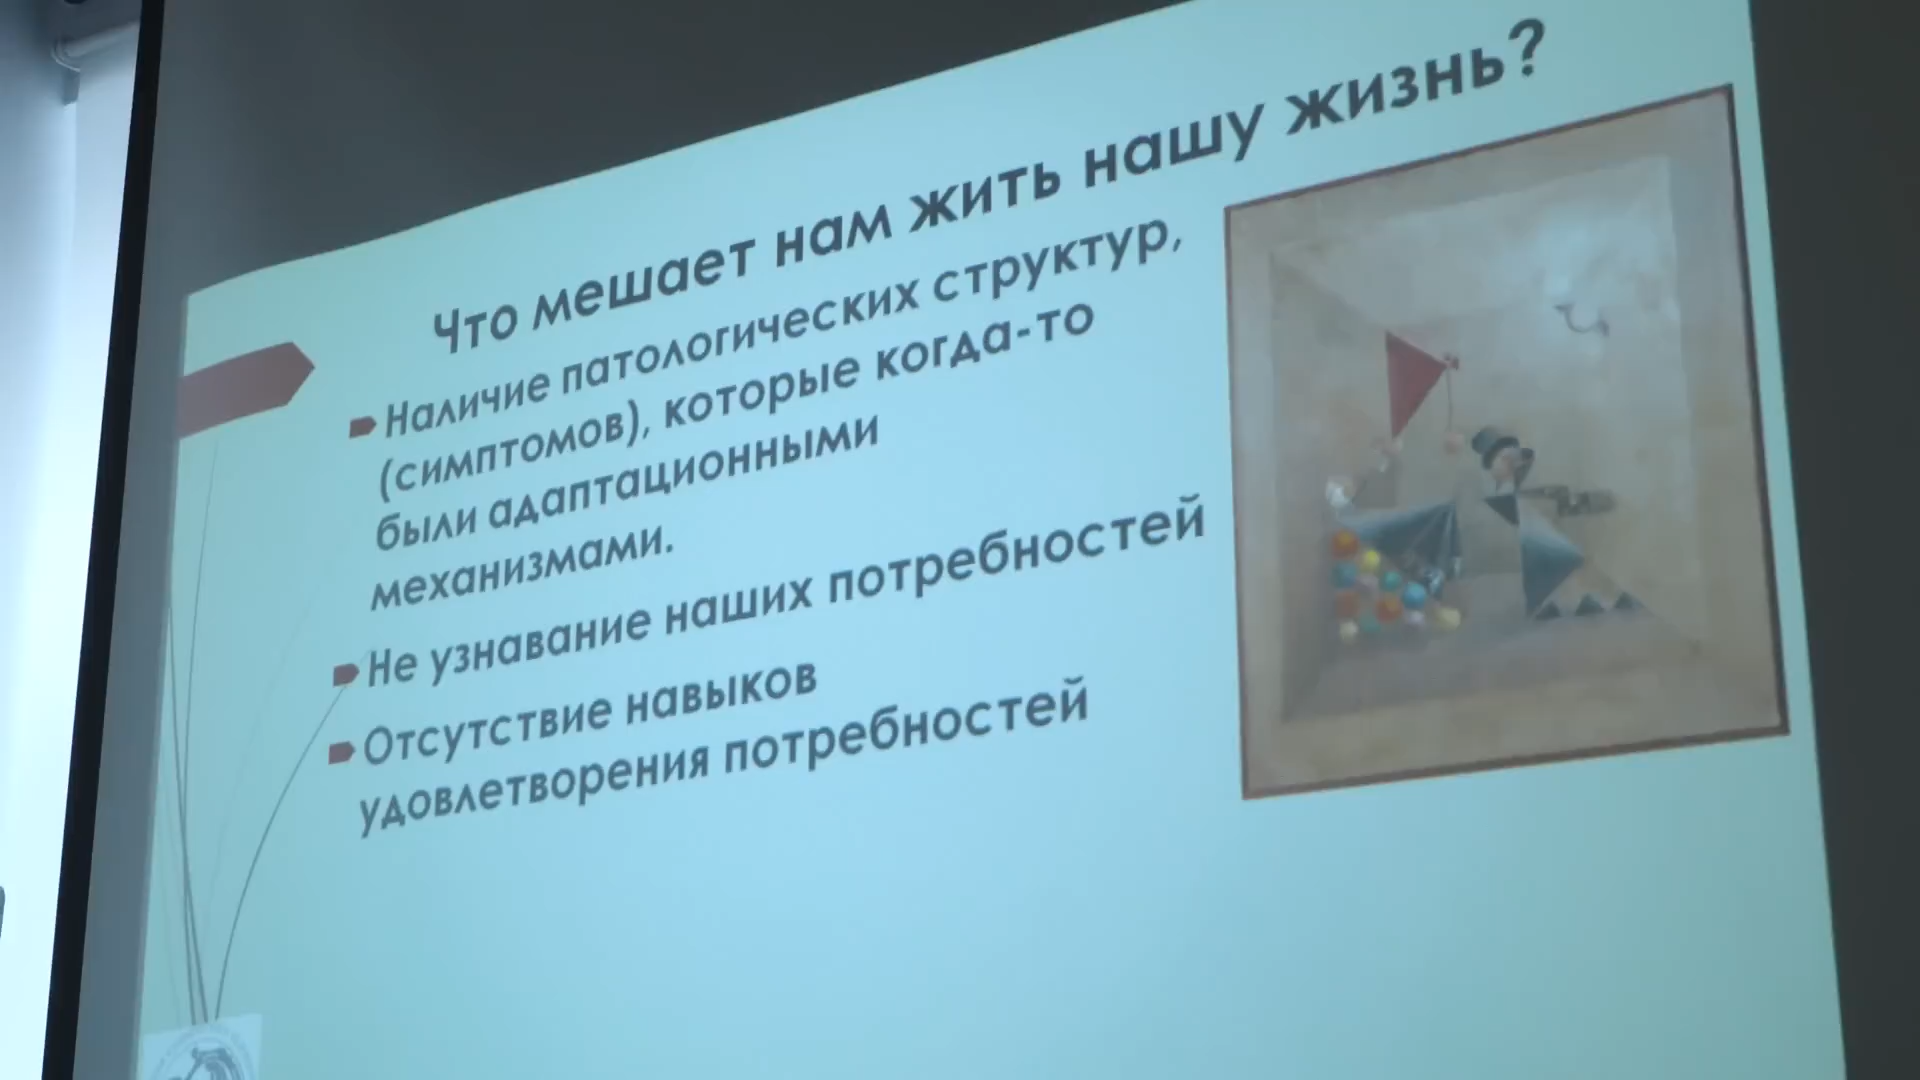 Что мешает нам жить нашу жизнь?
Наличие патологических структур,
(симптомов), которые когда-то
были адаптационными
механизмами.
Не узнавание наших потребностей
Отсутствие навыков
удовлетворения потребностей